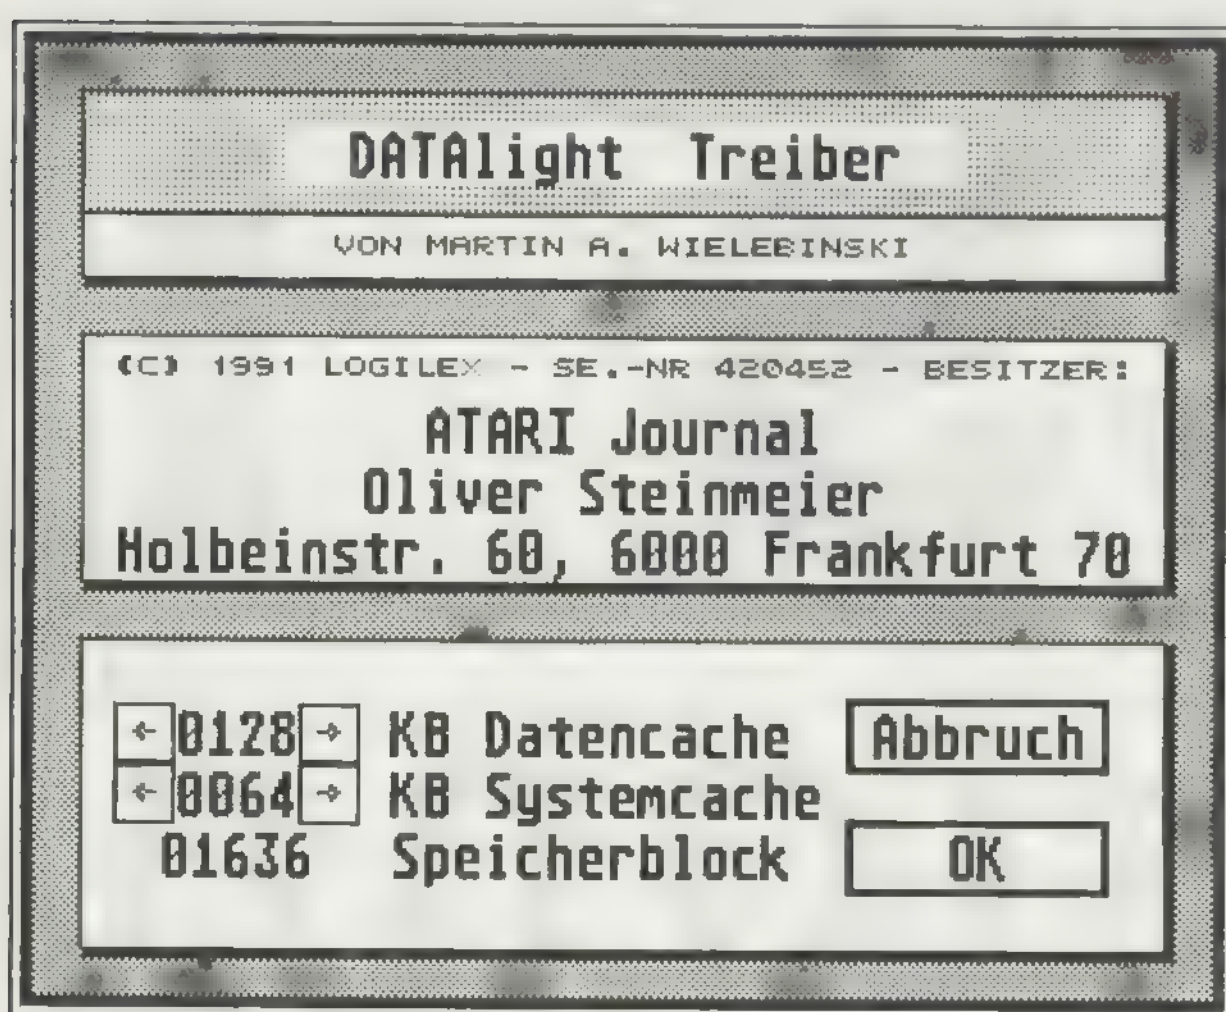 DATAlight Treiber
VON MARTIN A. WIELEBINSKI
(C) 1991 LOGILEX - SE.-NR 420452 - BESITZER:
ATARI Journal
Oliver Steinmeier
Holbeinstr. 60, 6000 Frankfurt 70
← 0128 → KB Datencache
Abbruch
← 0064 → KB Systemcache
01636 Speicherblock
OK